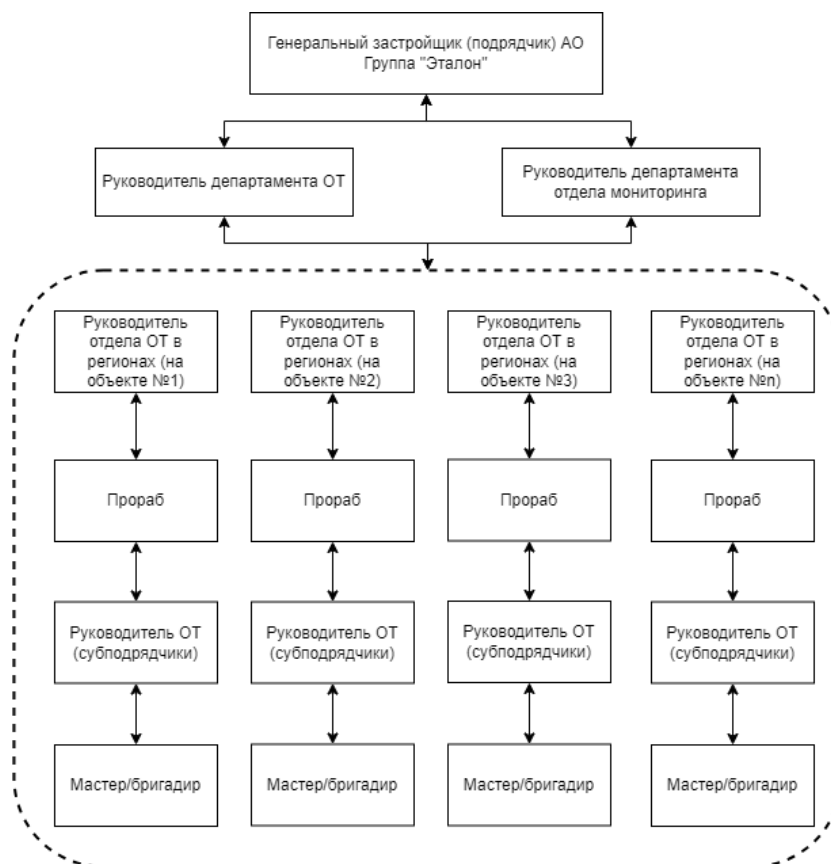 Генеральный застройщик (подрядчик) АО
Группа "Эталон"
Руководитель департамента ОТ
Руководитель департамента
отдела мониторинга
Руководитель
отдела ОТ в
регионах (на
объекте №1)
Руководитель
отдела ОТ в
регионах (на
объекте №2)
Руководитель
отдела ОТ в
регионах (на
объекте №3)
Руководитель
отдела ОТ в
регионах (на
объекте №n)
Прораб
Прораб
Прораб
Прораб
Руководитель ОТ
(субподрядчики)
Руководитель ОТ
(субподрядчики)
Руководитель ОТ
(субподрядчики)
Руководитель ОТ
(субподрядчики)
Мастер/бригадир
Мастер/бригадир
Мастер/бригадир
Мастер/бригадир